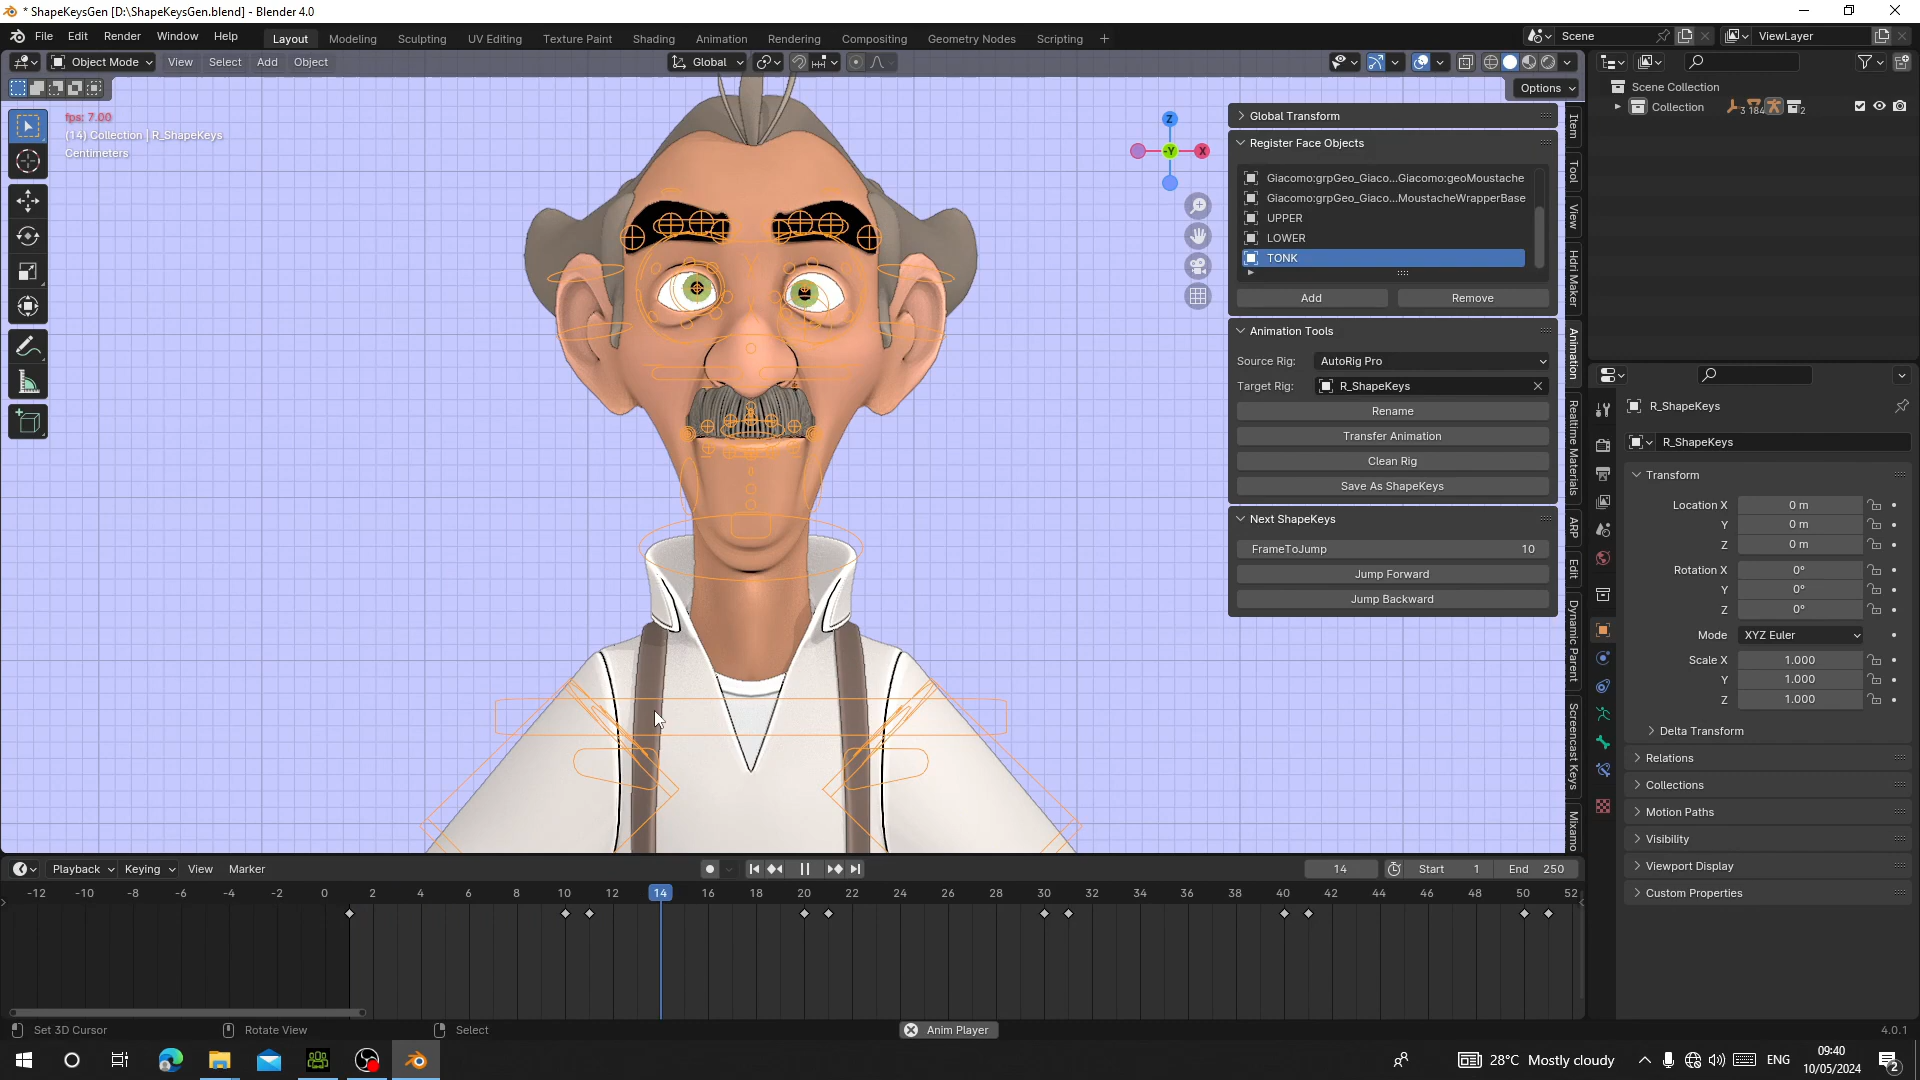 * ShapeKeysGen [D:\ShapeKeysGen.blend] - Blender 4.0
File Edit Render Window Help Layout Modeling Sculpting UV Editing Texture Paint Shading Animation Rendering Compositing Geometry Nodes Scripting + Scene ViewLayer
Object Mode View Select Add Object Global
Options
fps: 7.00
(14) Collection | R_ShapeKeys
Centimeters
Z
-Y X
Global Transform
Register Face Objects
Giacomo:grpGeo_Giaco...Giacomo:geoMoustache
Giacomo:grpGeo_Giaco...MoustacheWrapperBase
UPPER
LOWER
TONK
Add Remove
Animation Tools
Source Rig: AutoRig Pro
Target Rig: R_ShapeKeys
Rename
Transfer Animation
Clean Rig
Save As ShapeKeys
Next ShapeKeys
FrameToJump 10
Jump Forward
Jump Backward
Item
Tool
View
Hdri Maker
Animation
Realtime Materials
ARP
Edit
Dynamic Parent
Screencast Keys
Mixamo
Scene Collection
Collection 3 184 2
R_ShapeKeys
R_ShapeKeys
Transform
Location X 0 m
Y 0 m
Z 0 m
Rotation X 0°
Y 0°
Z 0°
Mode XYZ Euler
Scale X 1.000
Y 1.000
Z 1.000
Delta Transform
Relations
Collections
Motion Paths
Visibility
Viewport Display
Custom Properties
Playback Keying View Marker 14 Start 1 End 250
-12 -10 -8 -6 -4 -2 0 2 4 6 8 10 12 14 16 18 20 22 24 26 28 30 32 34 36 38 40 42 44 46 48 50 52
Set 3D Cursor Rotate View Select Anim Player 4.0.1
28°C Mostly cloudy ENG
09:40
10/05/2024
2